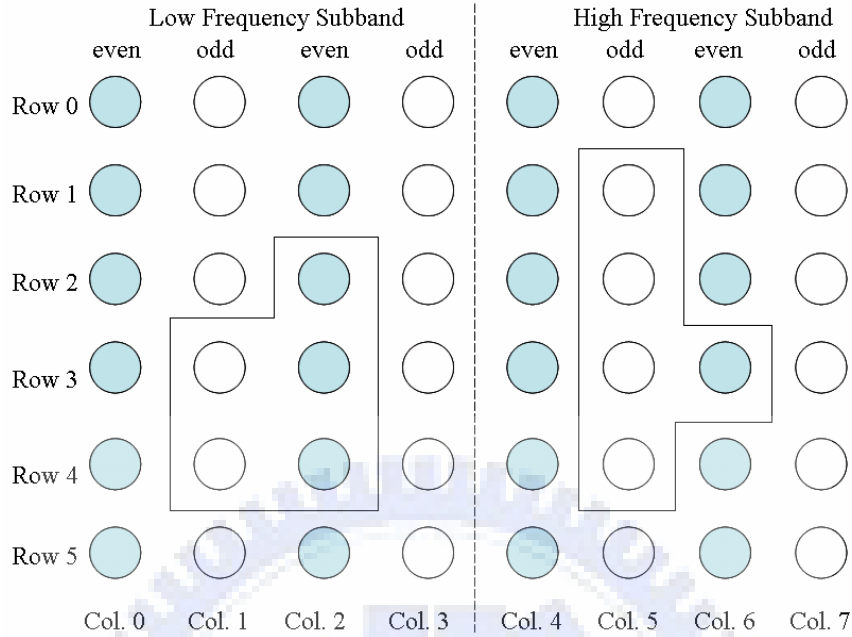 Low Frequency Subband High Frequency Subband
even odd even odd even odd even odd
Row 0
Row 1
Row 2
Row 3
Row 4
Row 5
Col. 0 Col. 1 Col. 2 Col. 3 Col. 4 Col. 5 Col. 6 Col. 7